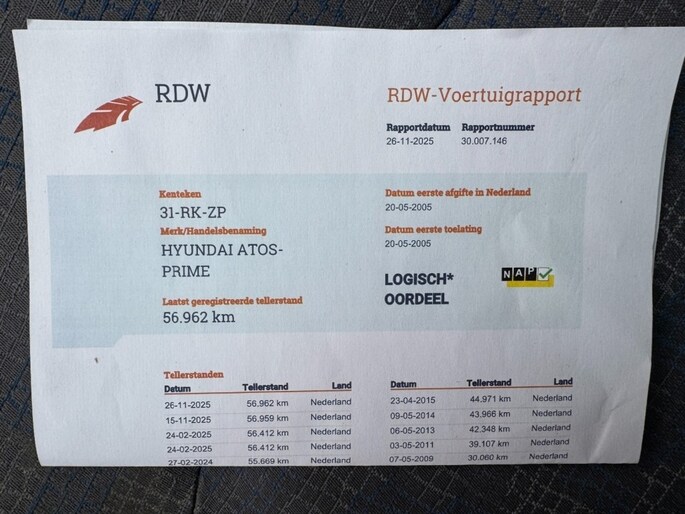 RDW
RDW-Voertuigrapport
Rapportdatum Rapportnummer
26-11-2025 30.007.146
Kenteken
31-RK-ZP
Merk/Handelsbenaming
HYUNDAI ATOS-
PRIME
Laatst geregistreerde tellerstand
56.962 km
Datum eerste afgifte in Nederland
20-05-2005
Datum eerste toelating
20-05-2005
LOGISCH*
OORDEEL
NAP
Tellerstanden
Datum Tellerstand Land
26-11-2025 56.962 km Nederland
15-11-2025 56.959 km Nederland
24-02-2025 56.412 km Nederland
24-02-2025 56.412 km Nederland
27-02-2024 55.669 km Nederland
Datum Tellerstand Land
23-04-2015 44.971 km Nederland
09-05-2014 43.966 km Nederland
06-05-2013 42.348 km Nederland
03-05-2011 39.107 km Nederland
07-05-2009 30.060 km Nederland